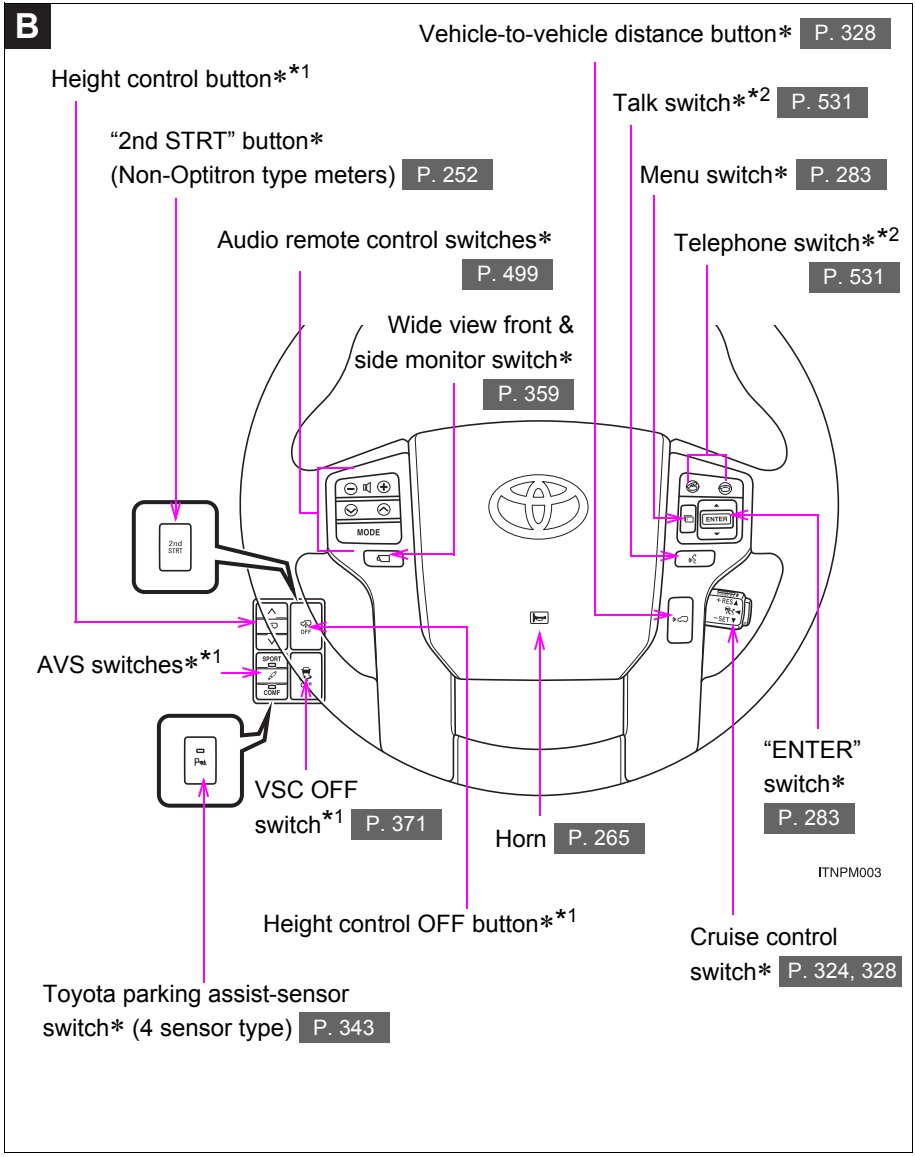 B
Vehicle-to-vehicle distance button* P. 328
Height control button**1
Talk switch**2 P. 531
"2nd STRT" button*
(Non-Optitron type meters) P. 252
Menu switch* P. 283
Audio remote control switches*
P. 499
Telephone switch**2
P. 531
Wide view front &
side monitor switch*
P. 359
MODE
ENTER
2nd
STRT
OFF
+RES
−SET
SPORT
COMF
AVS switches**1
"ENTER"
switch*
P. 283
VSC OFF
switch*1 P. 371
Horn P. 265
ITNPM003
Height control OFF button**1
Cruise control
switch* P. 324, 328
Toyota parking assist-sensor
switch* (4 sensor type) P. 343